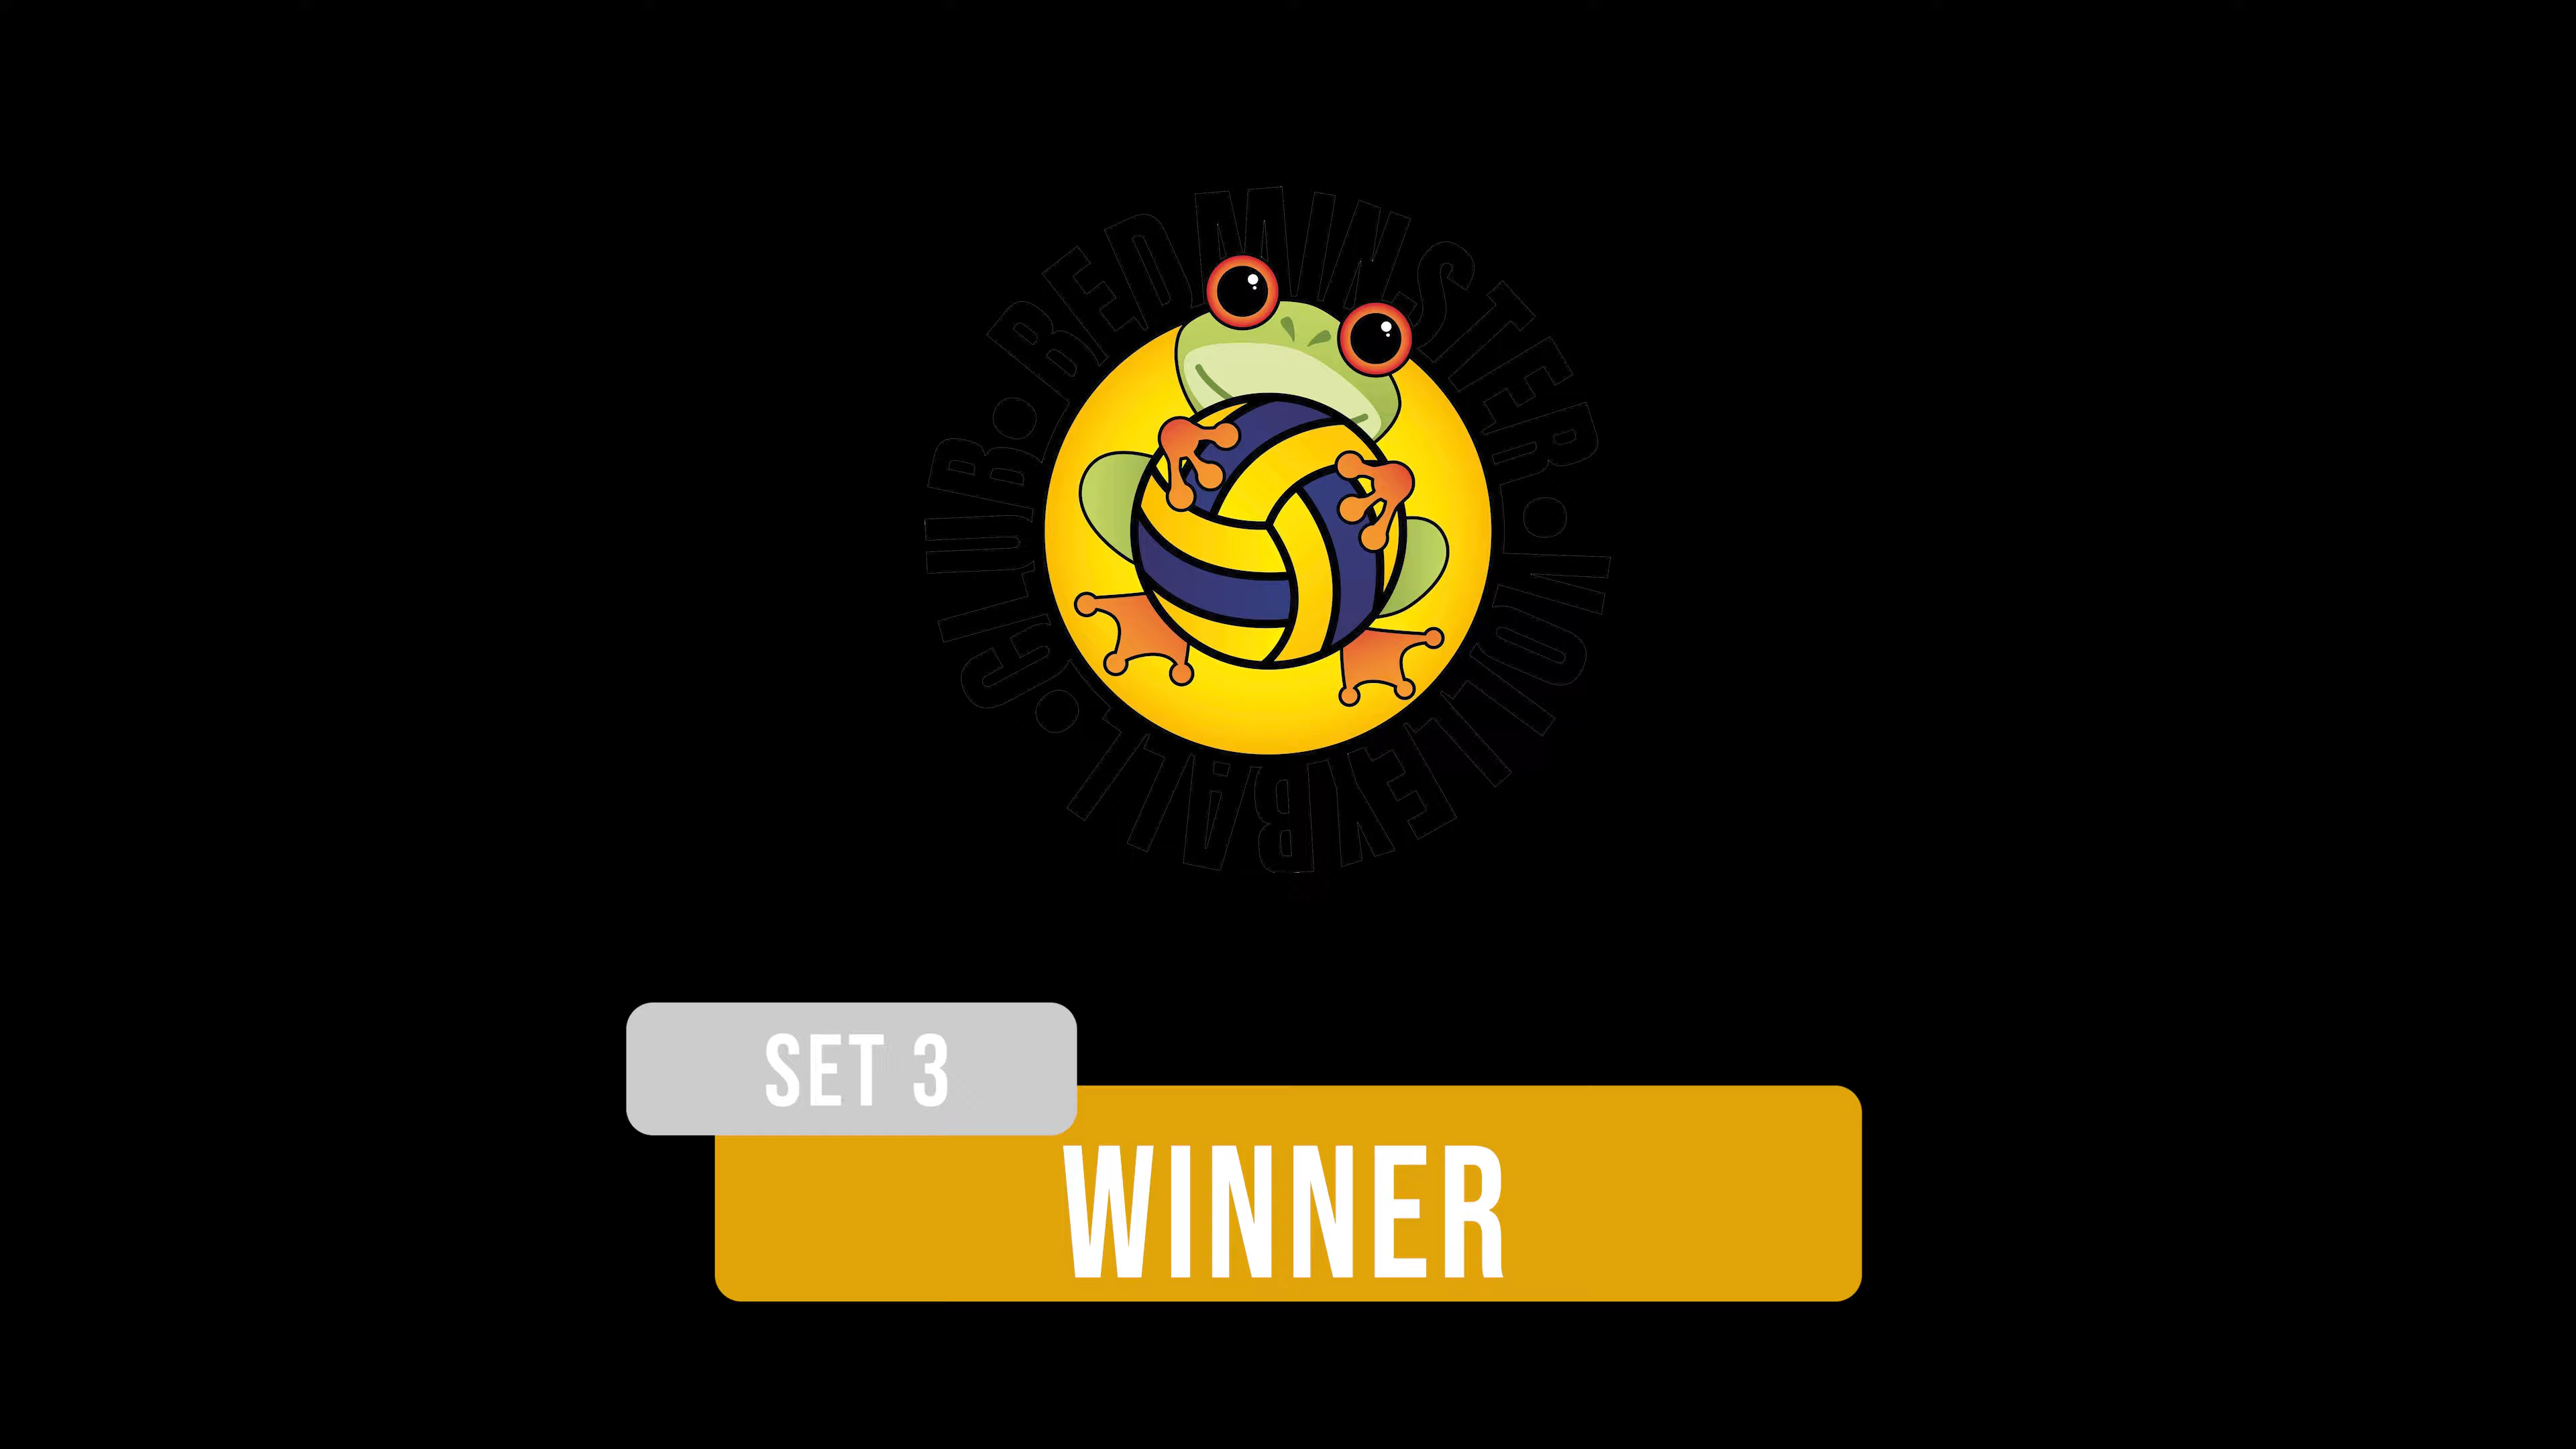 BEDMINSTER • VOLLEYBALL • CLUB •
SET 3
WINNER